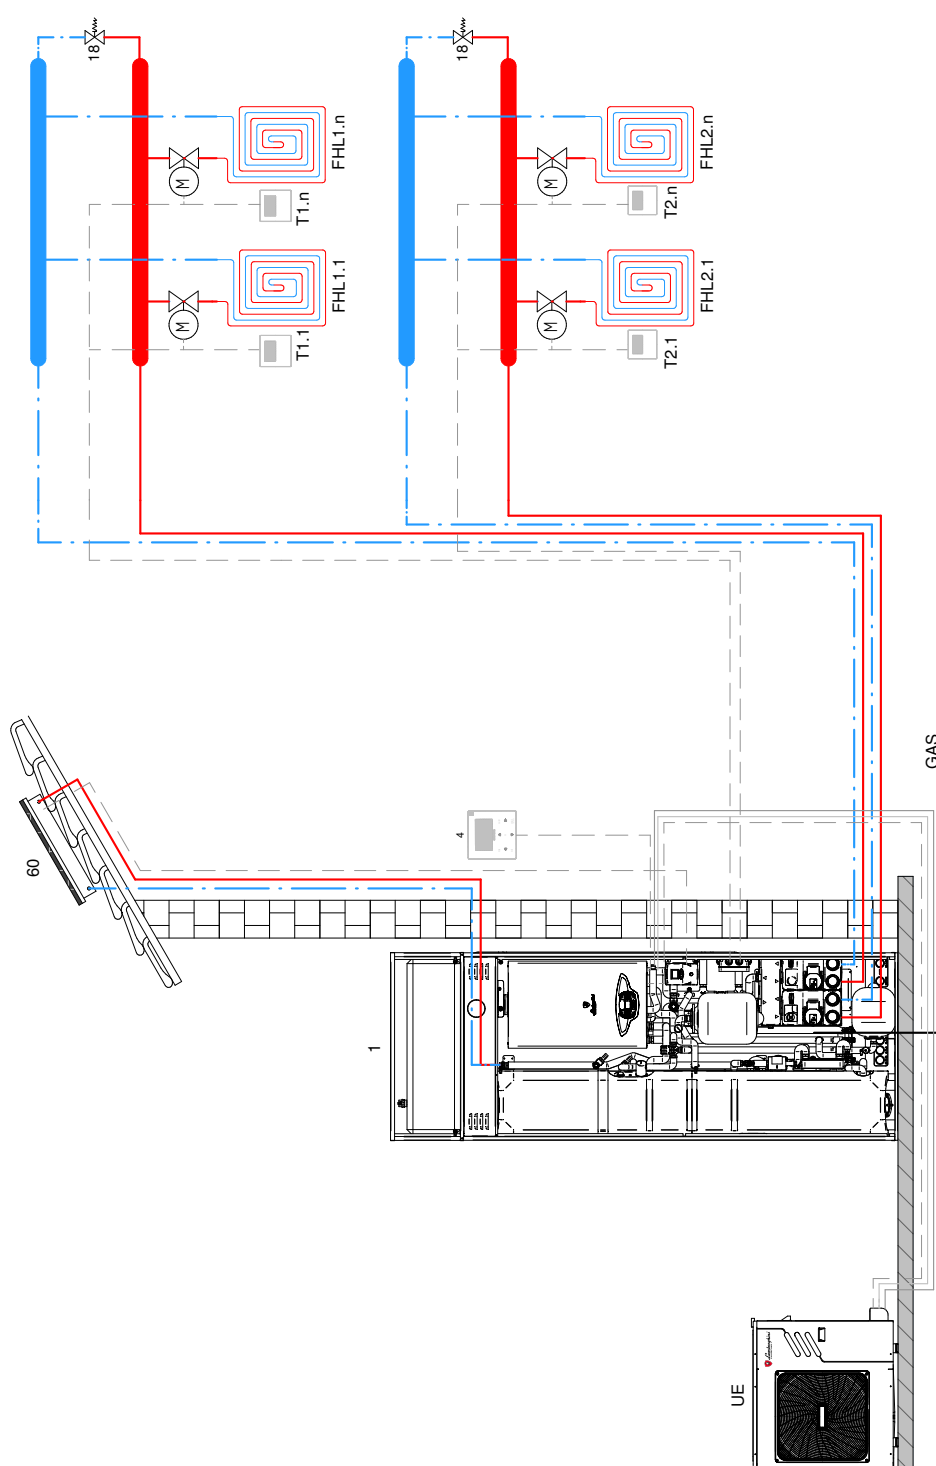 18
18
FHL1.n
T1.n
M
FHL2.n
T2.n
M
FHL1.1
T1.1
M
FHL2.1
T2.1
M
GAS
60
4
1
UE
Lamborghini